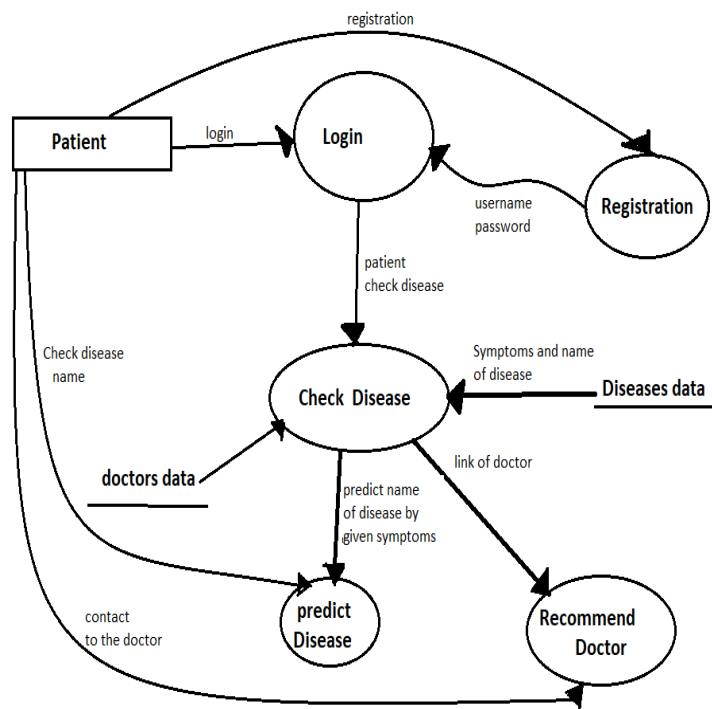 registration
Patient
login
Login
username
password
Registration
patient
check disease
Check disease
name
Symptoms and name
of disease
Check Disease
Diseases data
doctors data
link of doctor
predict name
of disease by
given symptoms
contact
to the doctor
predict
Disease
Recommend
Doctor